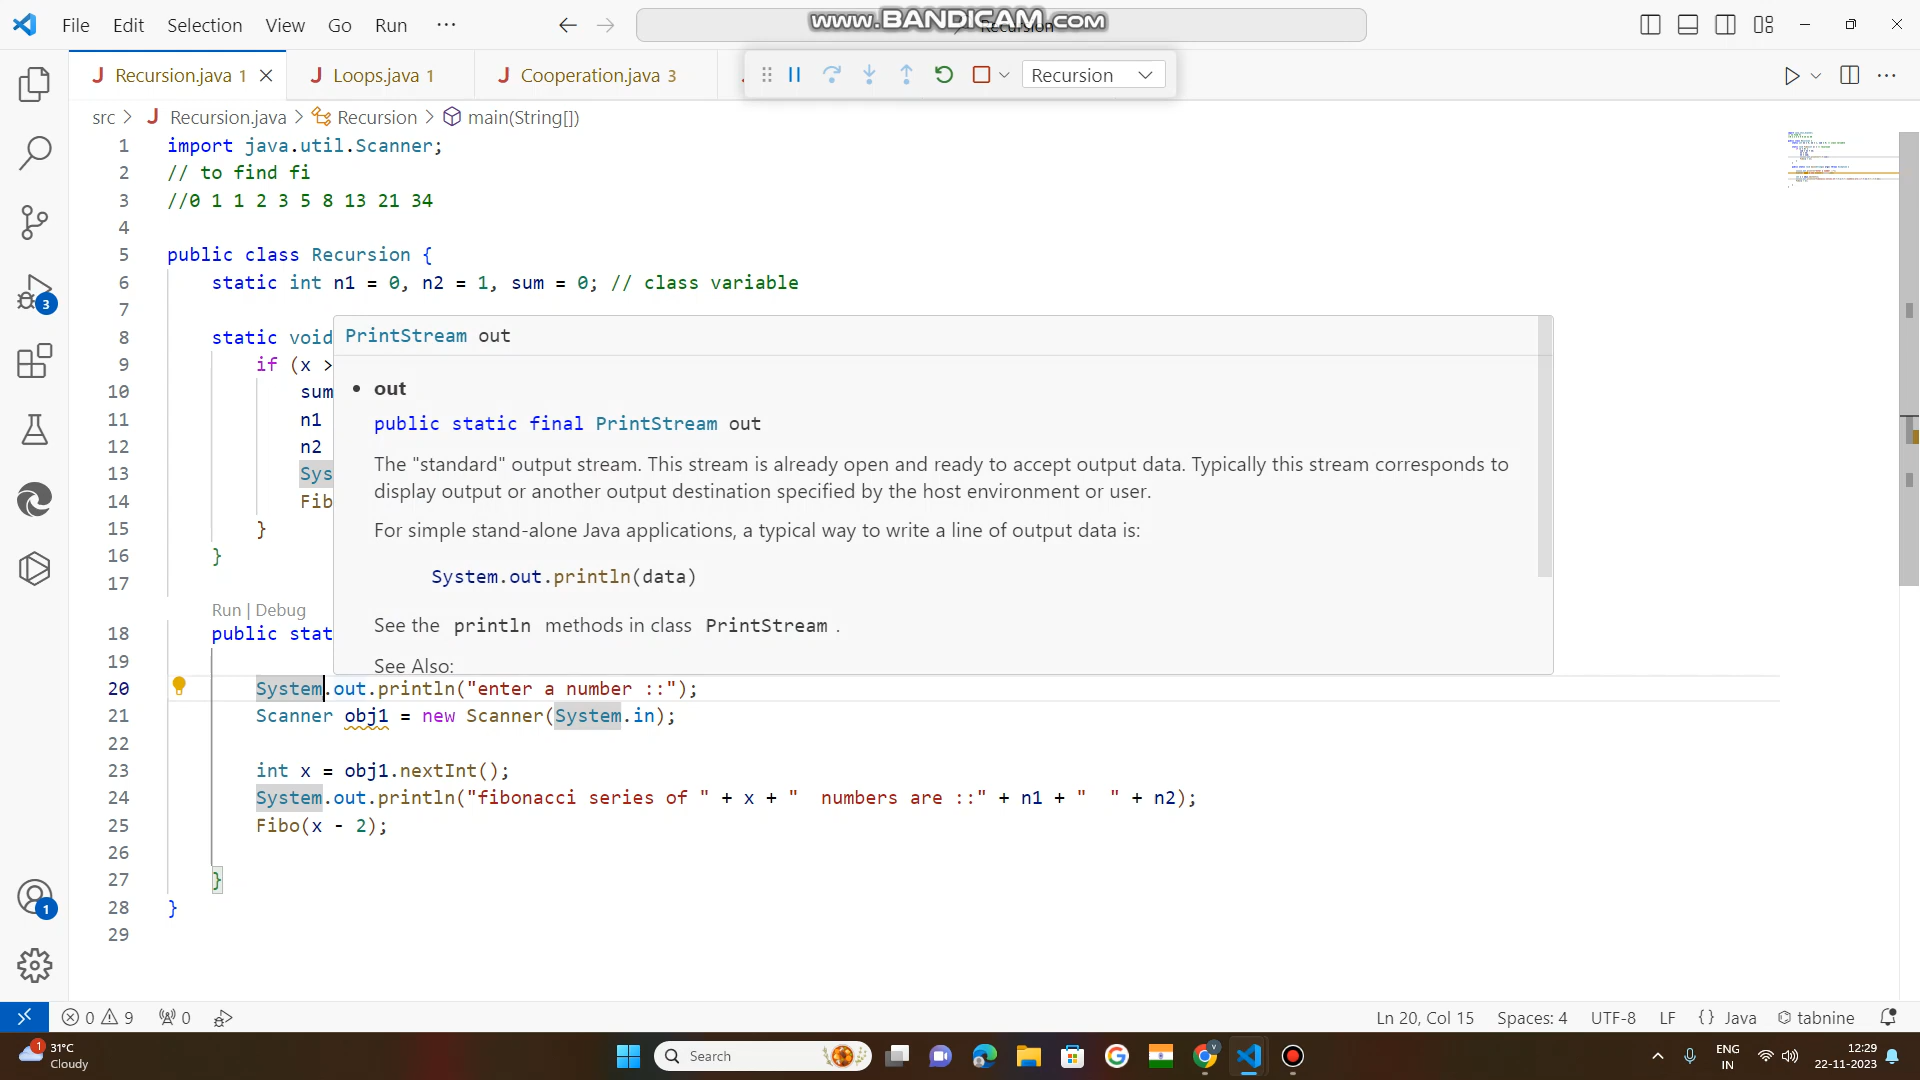 File Edit Selection View Go Run ···
Recursion
www.BANDICAM.com
J Recursion.java 1
J Loops.java 1
J Cooperation.java 3
Recursion
src > J Recursion.java > Recursion > main(String[])
1 import java.util.Scanner;
2 // to find fi
3 //0 1 1 2 3 5 8 13 21 34
4
5 public class Recursion {
6 static int n1 = 0, n2 = 1, sum = 0; // class variable
7
8 static void
9 if (x >
10 sum
11 n1
12 n2
13 Sys
14 Fib
15 }
16 }
17
PrintStream out
• out
public static final PrintStream out
The "standard" output stream. This stream is already open and ready to accept output data. Typically this stream corresponds to
display output or another output destination specified by the host environment or user.
For simple stand-alone Java applications, a typical way to write a line of output data is:
System.out.println(data)
See the println methods in class PrintStream .
See Also:
Run | Debug
18 public stat
19
20 System.out.println("enter a number ::");
21 Scanner obj1 = new Scanner(System.in);
22
23 int x = obj1.nextInt();
24 System.out.println("fibonacci series of " + x + "  numbers are ::" + n1 + "  " + n2);
25 Fibo(x - 2);
26
27 }
28 }
29
3
1
0 9 0
Ln 20, Col 15 Spaces: 4 UTF-8 LF {} Java tabnine
1
31°C
Cloudy
Search
V
ENG
IN
12:29
22-11-2023